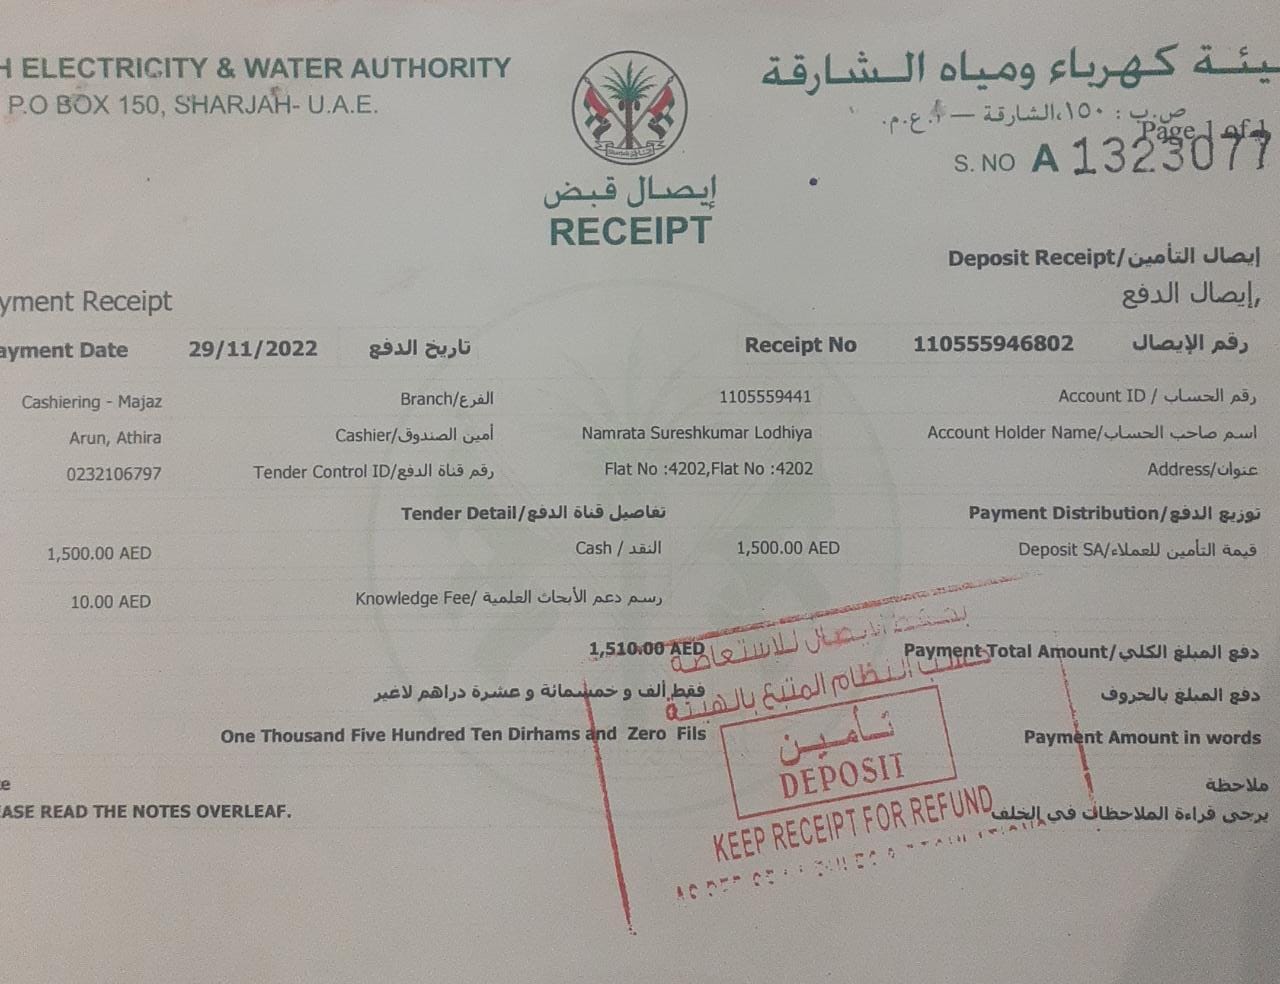 H ELECTRICITY & WATER AUTHORITY
P.O BOX 150, SHARJAH- U.A.E.
يئة كهرباء ومياه الشارقة
ص.ب : ١٥٠،الشارقة — أ.ع.م.
Page 1 of 1
S. NO A 1323077
إيصال قبض
RECEIPT
Deposit Receipt/إيصال التأمين
yment Receipt
إيصال الدفع,
ayment Date 29/11/2022 تاريخ الدفع Receipt No 110555946802 رقم الإيصال
Cashiering - Majaz Branch/الفرع 1105559441 Account ID / رقم الحساب
Arun, Athira Cashier/أمين الصندوق Namrata Sureshkumar Lodhiya Account Holder Name/اسم صاحب الحساب
0232106797 Tender Control ID/رقم قناة الدفع Flat No :4202,Flat No :4202 Address/عنوان
Tender Detail/تفاصيل قناة الدفع Payment Distribution/توزيع الدفع
1,500.00 AED Cash / النقد 1,500.00 AED Deposit SA/قيمة التأمين للعملاء
10.00 AED Knowledge Fee/ رسم دعم الأبحاث العلمية
1,510.00 AED Payment Total Amount/دفع المبلغ الكلي
فقط ألف و خمسمائة و عشرة دراهم لاغير دفع المبلغ بالحروف
One Thousand Five Hundred Ten Dirhams and Zero Fils Payment Amount in words
e ملاحظة
ASE READ THE NOTES OVERLEAF. يرجى قراءة الملاحظات في الخلف
يحتفظ الإيصال للاستعاضة
حسب النظام المتبع بالهيئة
تأمين
DEPOSIT
KEEP RECEIPT FOR REFUND